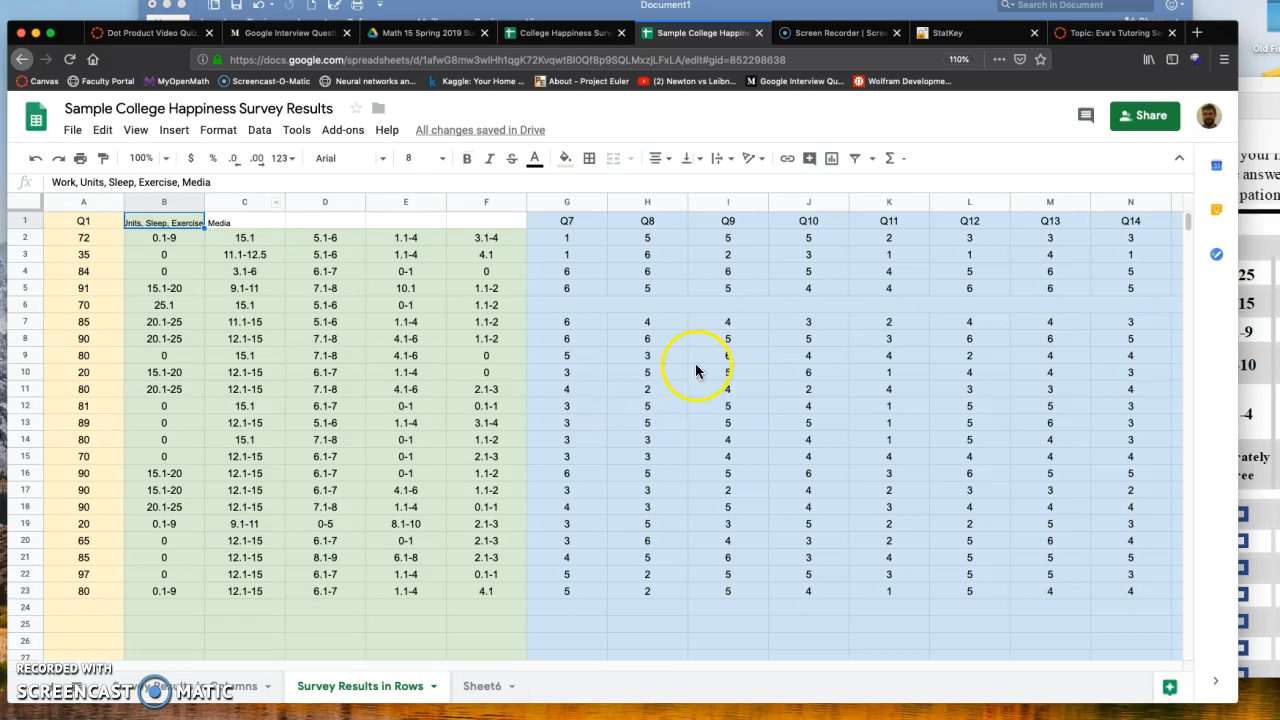 Document1
Search in Document
Dot Product Video Quiz
Google Interview Questi
Math 15 Spring 2019 Su
College Happiness Surv
Sample College Happine
Screen Recorder | Scree
StatKey
Topic: Eva's Tutoring Se
https://docs.google.com/spreadsheets/d/
110%
Canvas Faculty Portal MyOpenMath Screencast-O-Matic Neural networks an... Kaggle: Your Home... About - Project Euler (2) Newton vs Leibn... Google Interview Qu... Wolfram Developme...
Sample College Happiness Survey Results
File Edit View Insert Format Data Tools Add-ons Help All changes saved in Drive
Share
100% $ % .0 .00 123 Arial 8 B I S A
fx Work, Units, Sleep, Exercise, Media
A B C D E F G H I J K L M N
1 Q1 Units, Sleep, Exercise, Media Q7 Q8 Q9 Q10 Q11 Q12 Q13 Q14
2 72 0.1-9 15.1 5.1-6 1.1-4 3.1-4 1 5 5 5 2 3 3 3
3 35 0 11.1-12.5 5.1-6 1.1-4 4.1 1 6 2 3 1 1 4 1
4 84 0 3.1-6 6.1-7 0-1 0 6 6 6 5 4 5 6 5
5 91 15.1-20 9.1-11 7.1-8 10.1 1.1-2 6 5 5 4 4 6 6 5
6 70 25.1 15.1 5.1-6 0-1 1.1-2
7 85 20.1-25 11.1-15 5.1-6 1.1-4 1.1-2 6 4 4 3 2 4 4 3
8 90 20.1-25 12.1-15 7.1-8 4.1-6 1.1-2 6 6 5 5 3 6 6 5
9 80 0 15.1 7.1-8 4.1-6 0 5 3 6 4 4 2 4 4
10 20 15.1-20 12.1-15 6.1-7 1.1-4 0 3 5 5 6 1 4 4 3
11 80 20.1-25 12.1-15 7.1-8 4.1-6 2.1-3 4 2 4 2 4 3 3 4
12 81 0 15.1 6.1-7 0-1 0.1-1 3 5 5 4 1 5 5 3
13 89 0 12.1-15 5.1-6 0-1 3.1-4 3 5 5 5 1 5 6 3
14 80 0 15.1 7.1-8 0-1 1.1-2 3 3 4 4 1 5 4 3
15 70 0 12.1-15 6.1-7 0-1 2.1-3 3 3 4 4 4 4 4 4
16 90 15.1-20 12.1-15 6.1-7 0-1 1.1-2 6 5 5 6 3 6 5 5
17 90 15.1-20 12.1-15 6.1-7 4.1-6 1.1-2 3 3 2 4 2 3 3 2
18 90 20.1-25 12.1-15 7.1-8 1.1-4 0.1-1 4 3 5 4 3 4 4 4
19 20 0.1-9 9.1-11 0-5 8.1-10 2.1-3 3 5 3 5 2 2 5 3
20 65 0 12.1-15 6.1-7 0-1 2.1-3 3 6 4 3 2 5 6 4
21 85 0 12.1-15 8.1-9 6.1-8 2.1-3 4 5 6 3 4 5 5 5
22 97 0 12.1-15 6.1-7 1.1-4 0.1-1 5 2 5 5 3 5 5 3
23 80 0.1-9 12.1-15 6.1-7 1.1-4 4.1 5 2 5 4 1 5 4 4
24
25
26
27
Survey Results in Rows Sheet6
RECORDED WITH
SCREENCAST MATIC
25
15
-9
-10
-4